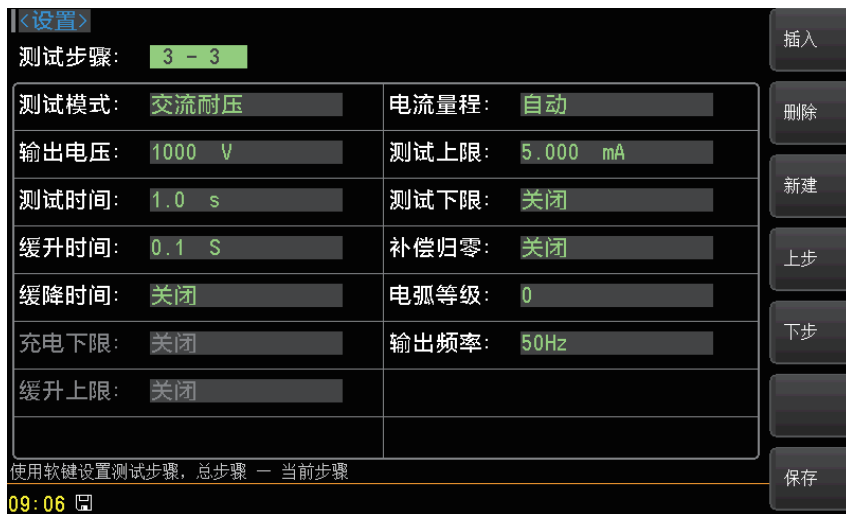 <设置>
测试步骤: 3 - 3
测试模式: 交流耐压 电流量程: 自动
输出电压: 1000 V 测试上限: 5.000 mA
测试时间: 1.0 s 测试下限: 关闭
缓升时间: 0.1 S 补偿归零: 关闭
缓降时间: 关闭 电弧等级: 0
充电下限: 关闭 输出频率: 50Hz
缓升上限: 关闭
使用软键设置测试步骤, 总步骤 — 当前步骤
09:06
插入
删除
新建
上步
下步
保存